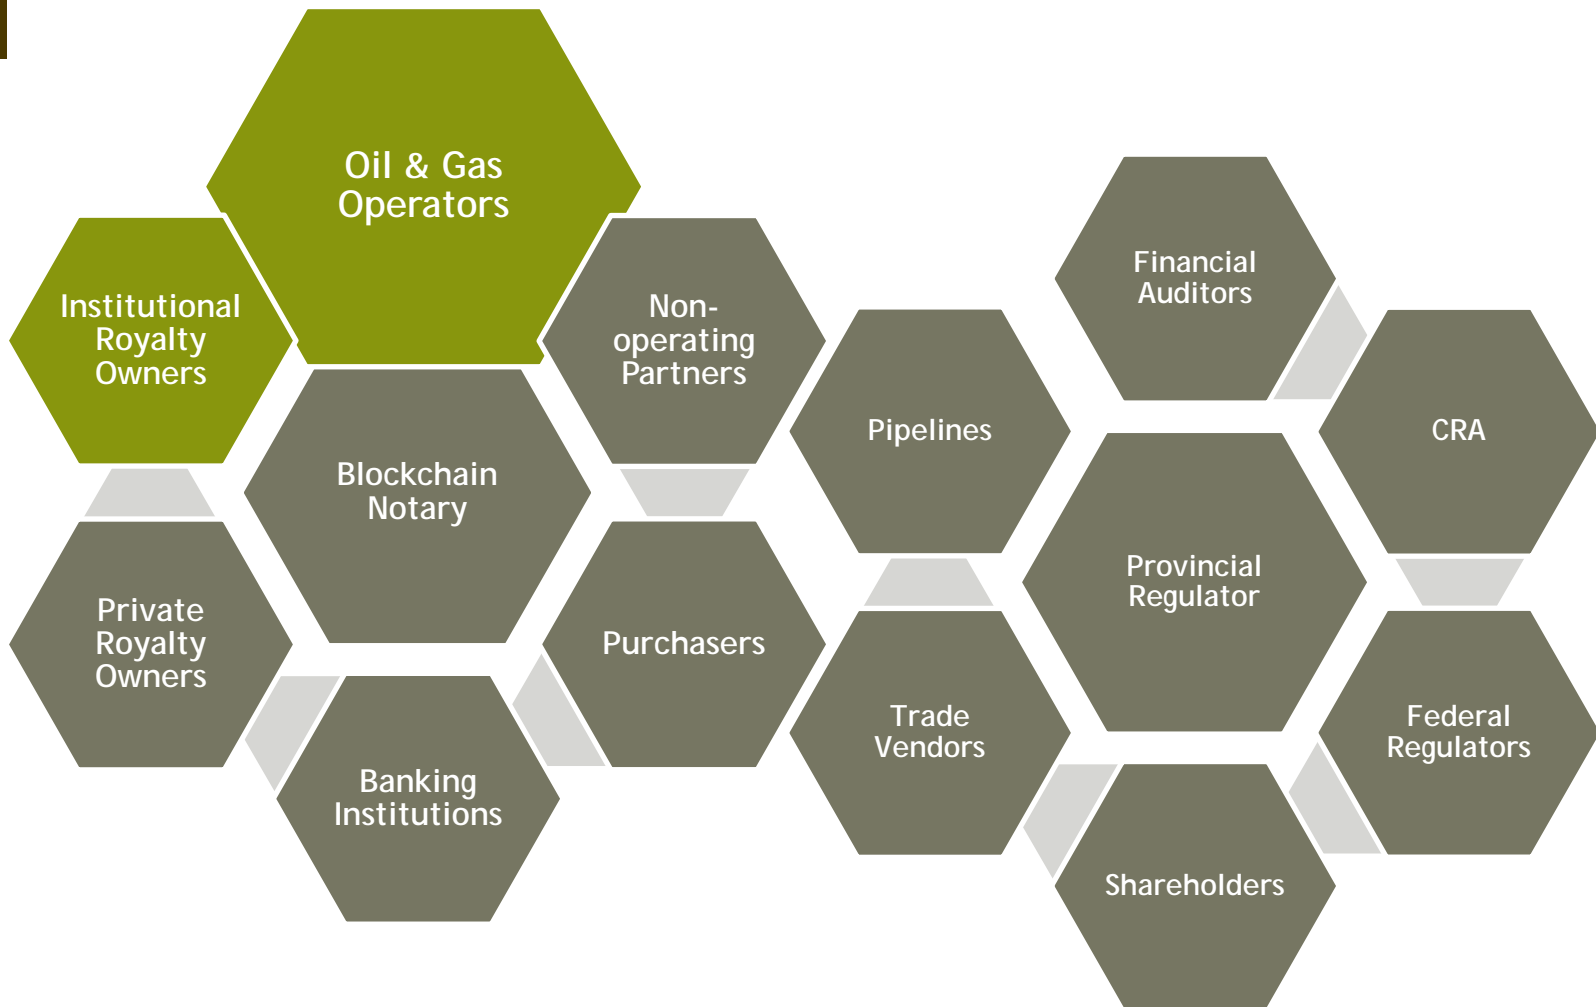 Oil & Gas
Operators
Institutional
Royalty
Owners
Non-
operating
Partners
Blockchain
Notary
Private
Royalty
Owners
Purchasers
Banking
Institutions
Financial
Auditors
Pipelines
CRA
Provincial
Regulator
Trade
Vendors
Federal
Regulators
Shareholders